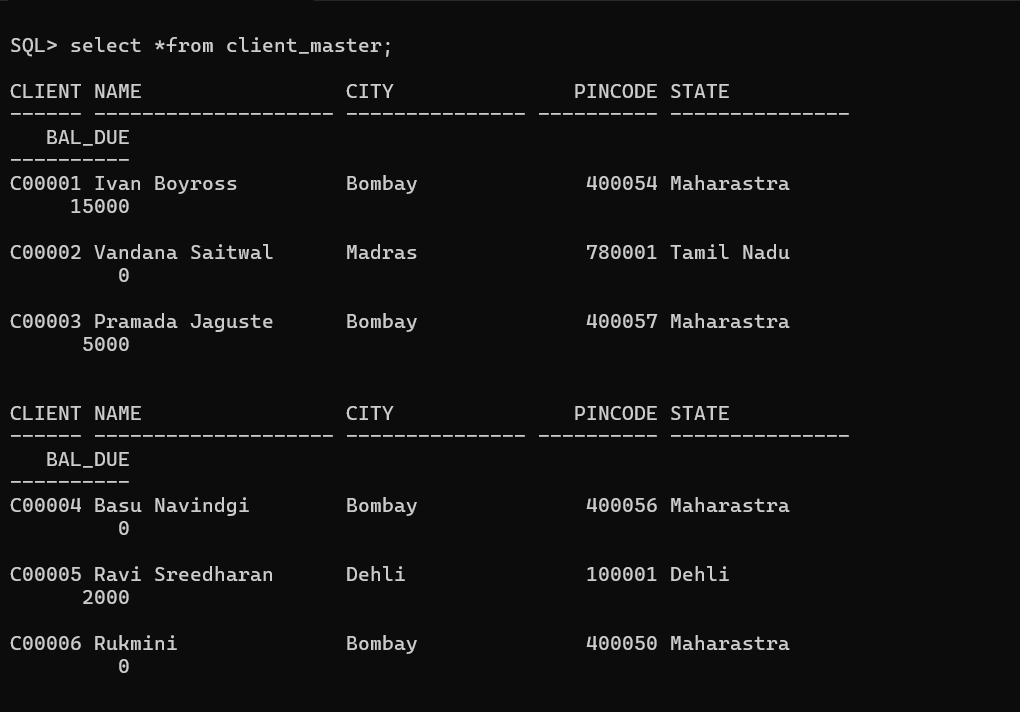 SQL> select *from client_master;
CLIENT NAME                 CITY               PINCODE STATE
------ -------------------- --------------- ---------- ---------------
   BAL_DUE
----------
C00001 Ivan Boyross         Bombay              400054 Maharastra
     15000
C00002 Vandana Saitwal      Madras              780001 Tamil Nadu
         0
C00003 Pramada Jaguste      Bombay              400057 Maharastra
      5000
CLIENT NAME                 CITY               PINCODE STATE
------ -------------------- --------------- ---------- ---------------
   BAL_DUE
----------
C00004 Basu Navindgi        Bombay              400056 Maharastra
         0
C00005 Ravi Sreedharan      Dehli               100001 Dehli
      2000
C00006 Rukmini              Bombay              400050 Maharastra
         0